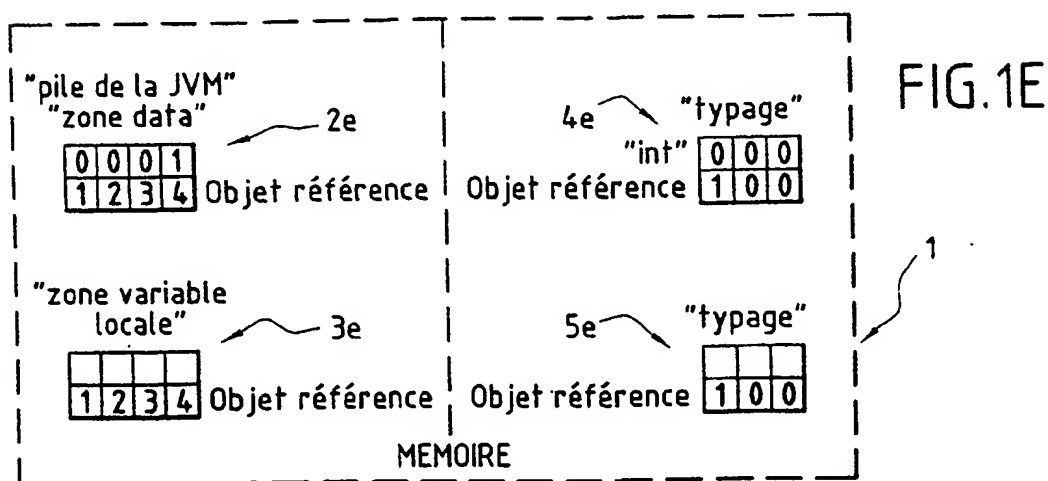 FIG.1E
"pile de la JVM"
"zone data"
2e
0 0 0 1
1 2 3 4 Objet référence
4e
"typage"
"int" 0 0 0
Objet référence 1 0 0
1
"zone variable
locale"
3e
1 2 3 4 Objet référence
5e
"typage"
Objet référence 1 0 0
MEMOIRE